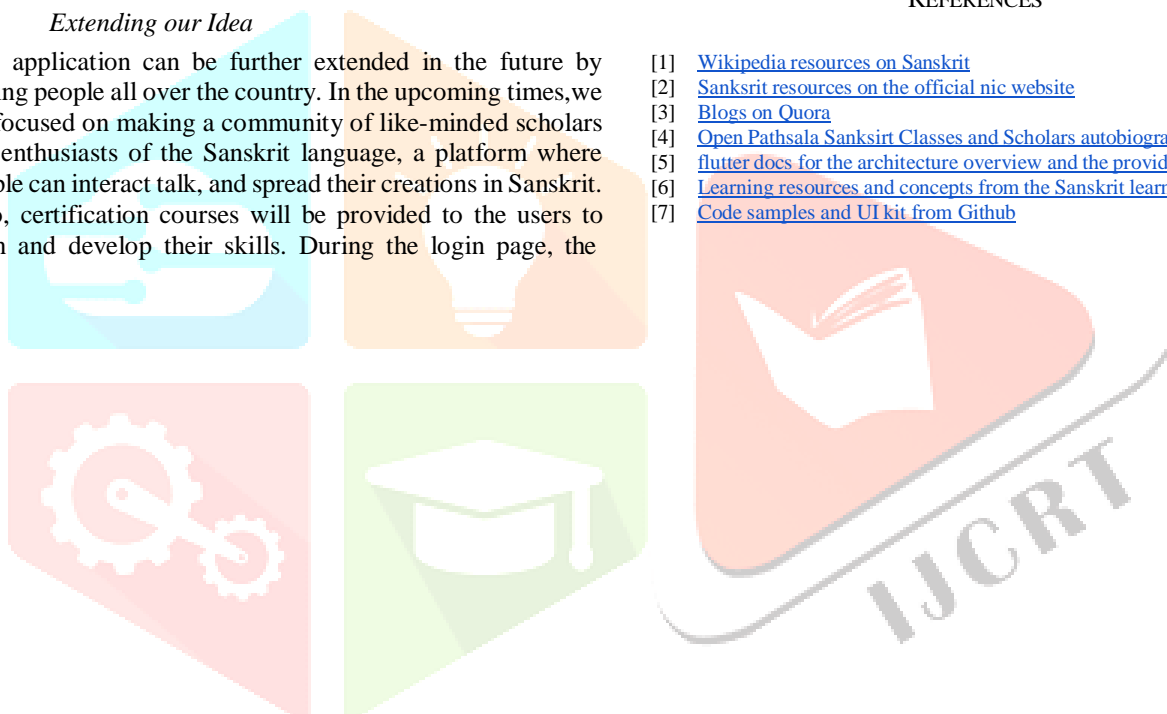 Extending our Idea
application can be further extended in the future by
people all over the country. In the upcoming times,we
focused on making a community of like-minded scholars
enthusiasts of the Sanskrit language, a platform where
can interact talk, and spread their creations in Sanskrit.
certification courses will be provided to the users to
and develop their skills. During the login page, the
REFERENCES
[1] Wikipedia resources on Sanskrit
[2] Sanksrit resources on the official nic website
[3] Blogs on Quora
[4] Open Pathsala Sanksirt Classes and Scholars
[5] flutter docs for the architecture overview and the
[6] Learning resources and concepts from the Sanskrit
[7] Code samples and UI kit from Github
IJCRT